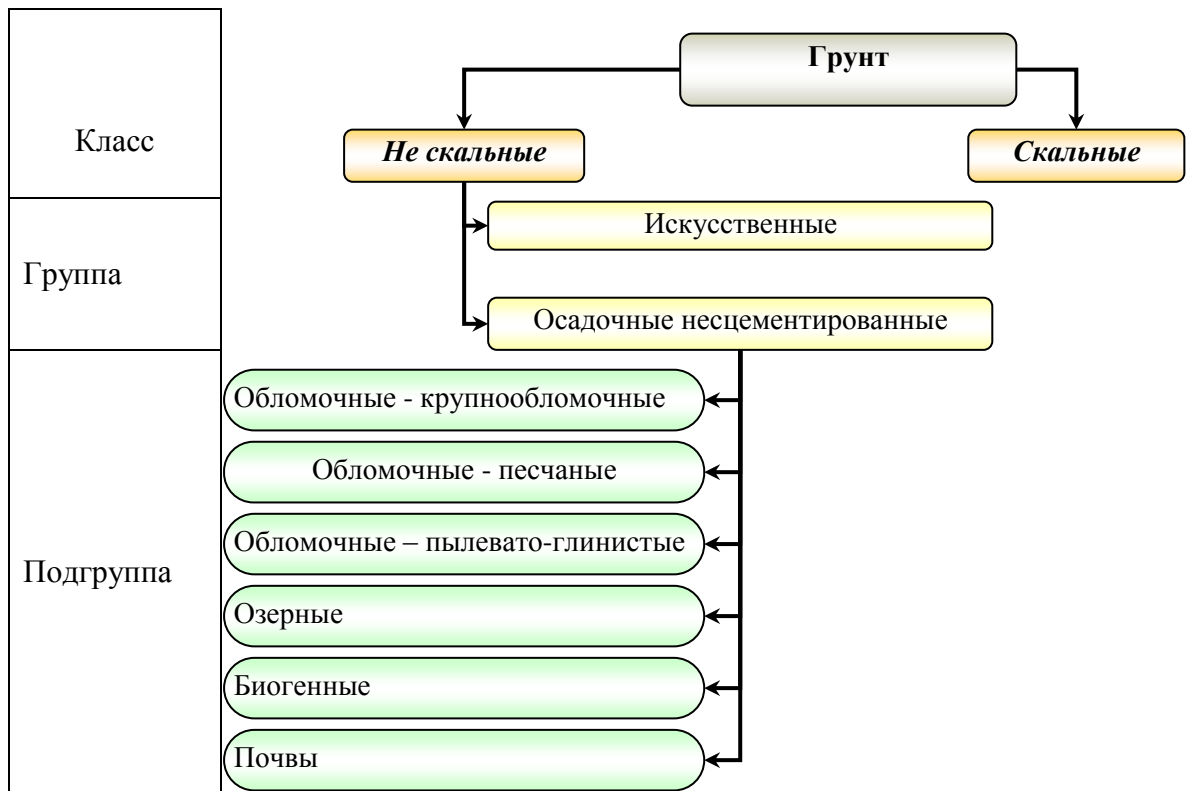 Грунт
Класс
Не скальные
Скальные
Искусственные
Группа
Осадочные несцементированные
Обломочные - крупнообломочные
Обломочные - песчаные
Обломочные – пылевато-глинистые
Подгруппа
Озерные
Биогенные
Почвы